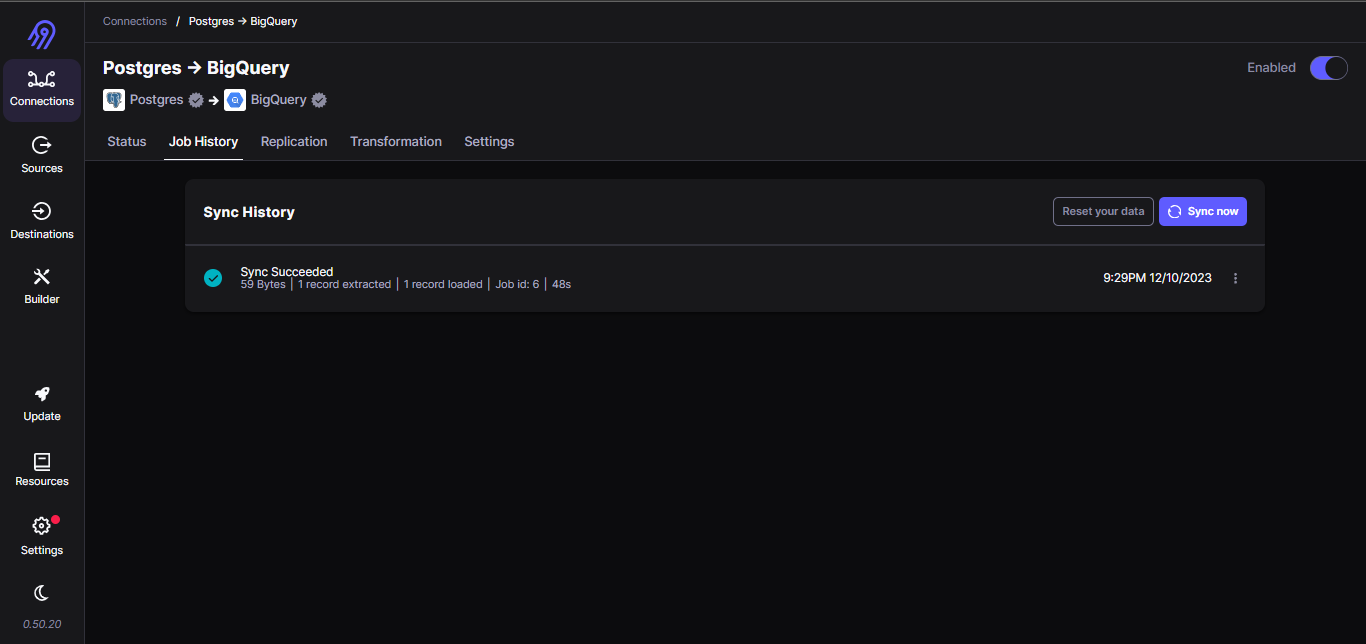 Connections / Postgres → BigQuery
Postgres → BigQuery
Enabled
Postgres → BigQuery
Status Job History Replication Transformation Settings
Sync History
Reset your data Sync now
Sync Succeeded
59 Bytes | 1 record extracted | 1 record loaded | Job id: 6 | 48s
9:29PM 12/10/2023
Connections
Sources
Destinations
Builder
Update
Resources
Settings
0.50.20